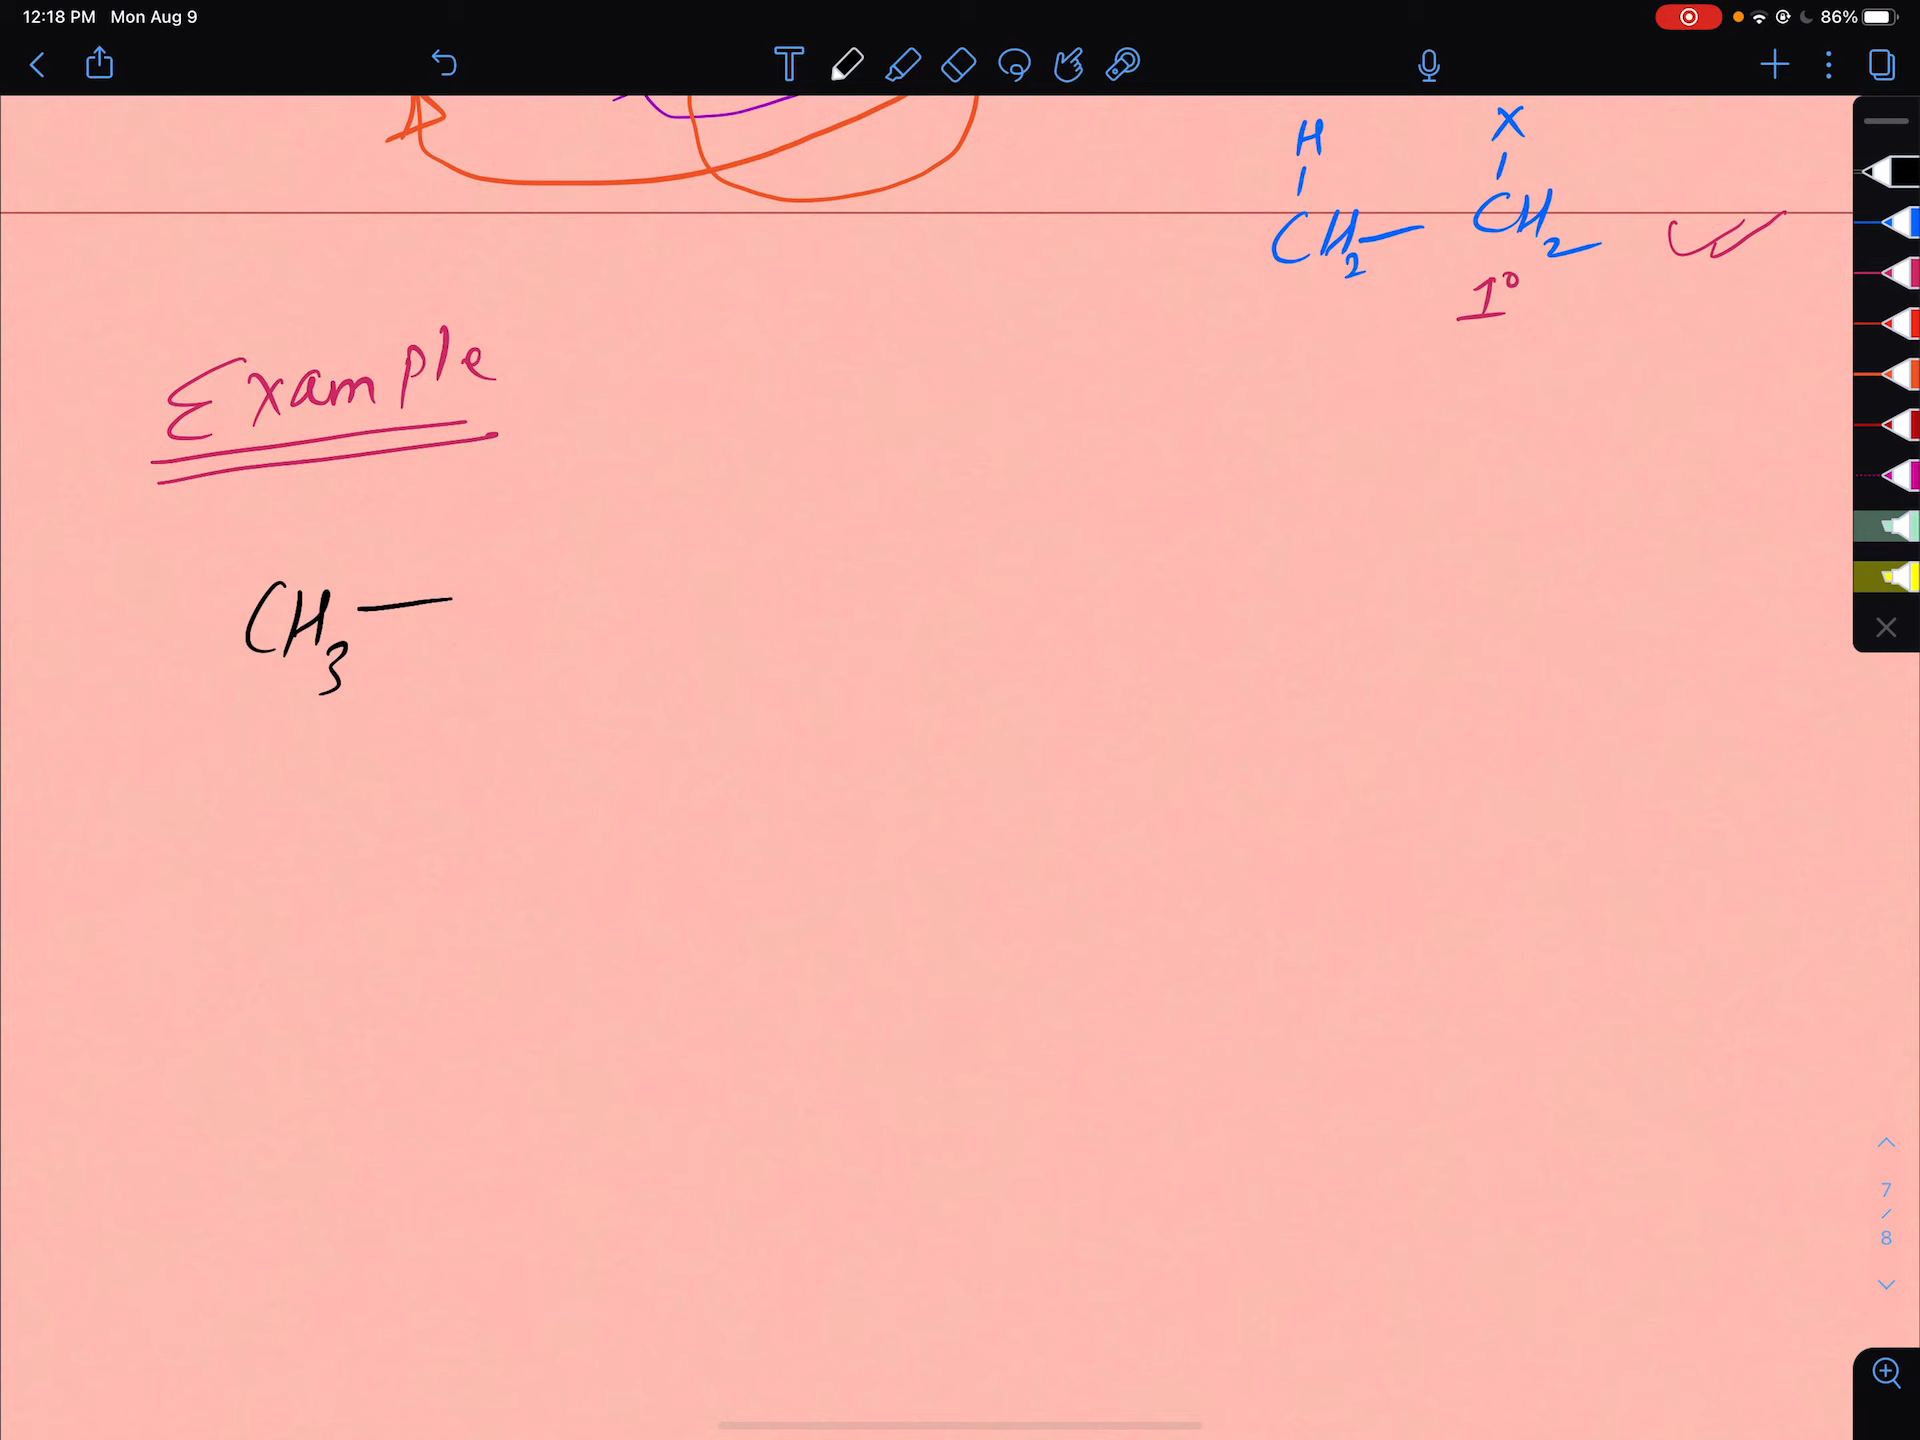 12:18 PM Mon Aug 9
86%
T
H X
CH2— CH2—
1°
Example
CH3—
7
/
8